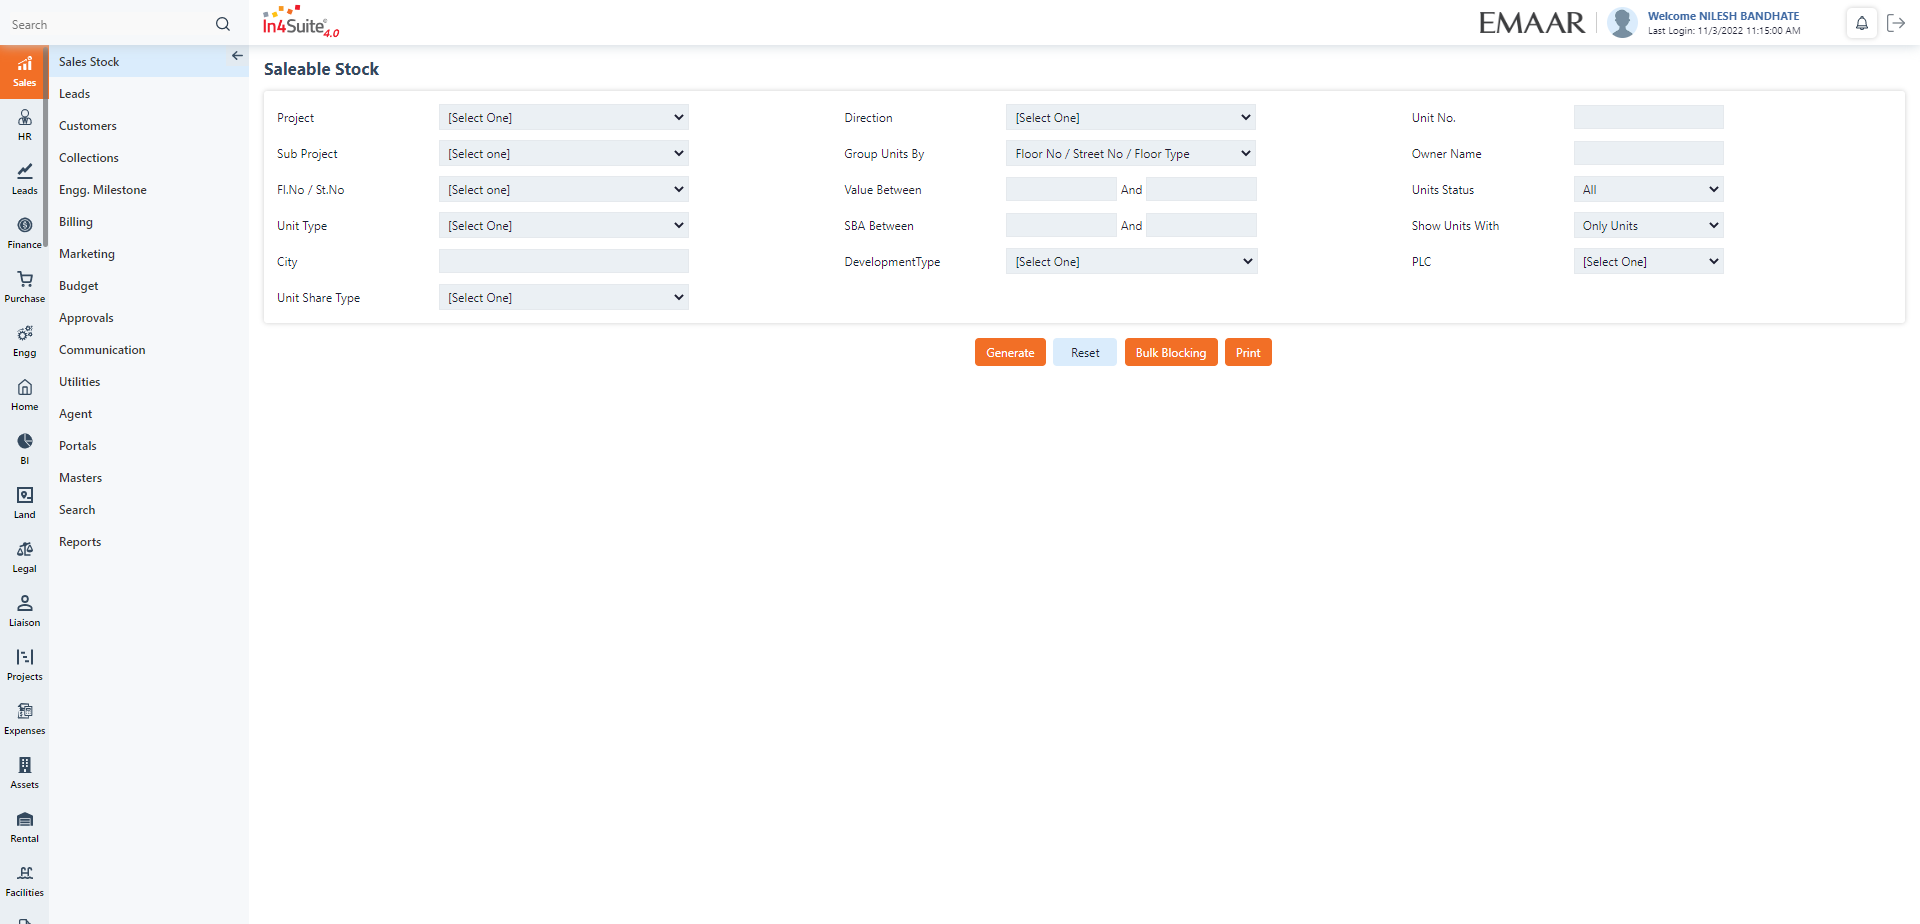 Search
In4Suite® 4.0
EMAAR
Welcome NILESH BANDHATE
Last Login: 11/3/2022 11:15:00 AM
Sales
HR
Leads
Finance
Purchase
Engg
Home
BI
Land
Legal
Liaison
Projects
Expenses
Assets
Rental
Facilities
Sales Stock
Leads
Customers
Collections
Engg. Milestone
Billing
Marketing
Budget
Approvals
Communication
Utilities
Agent
Portals
Masters
Search
Reports
Saleable Stock
Project [Select One] Direction [Select One] Unit No.
Sub Project [Select one] Group Units By Floor No / Street No / Floor Type Owner Name
Fl.No / St.No [Select one] Value Between And Units Status All
Unit Type [Select One] SBA Between And Show Units With Only Units
City DevelopmentType [Select One] PLC [Select One]
Unit Share Type [Select One]
Generate Reset Bulk Blocking Print